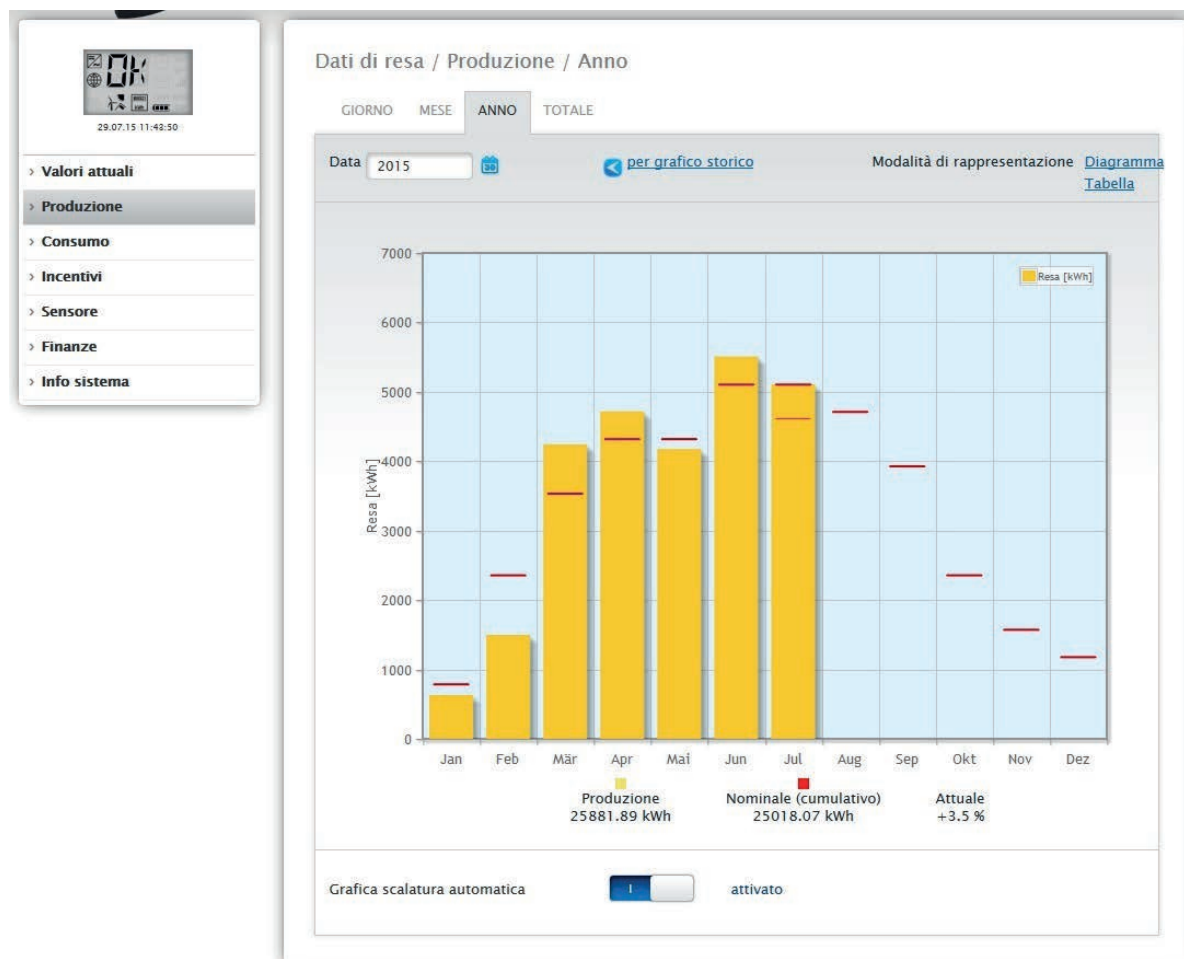 OK
29.07.15 11:43:50
› Valori attuali
› Produzione
› Consumo
› Incentivi
› Sensore
› Finanze
› Info sistema
Dati di resa / Produzione / Anno
GIORNO MESE ANNO TOTALE
Data 2015 per grafico storico Modalità di rappresentazione Diagramma
Tabella
Resa [kWh]
7000
6000
5000
4000
3000
2000
1000
0
Resa [kWh]
Jan Feb Mär Apr Mai Jun Jul Aug Sep Okt Nov Dez
Produzione Nominale (cumulativo) Attuale
25881.89 kWh 25018.07 kWh +3.5 %
Grafica scalatura automatica I attivato